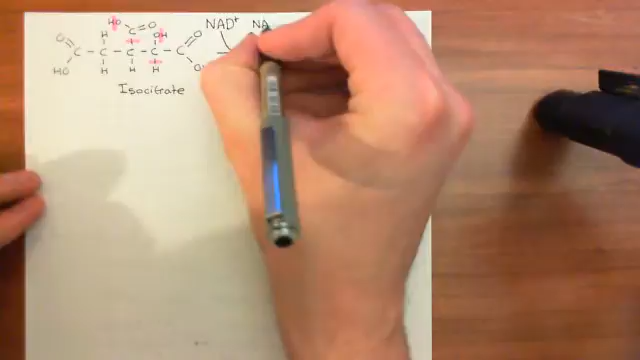 HO C O NAD⁺ NA
O H OH O
C - C - C - C - C
HO H H H O
Isocitrate